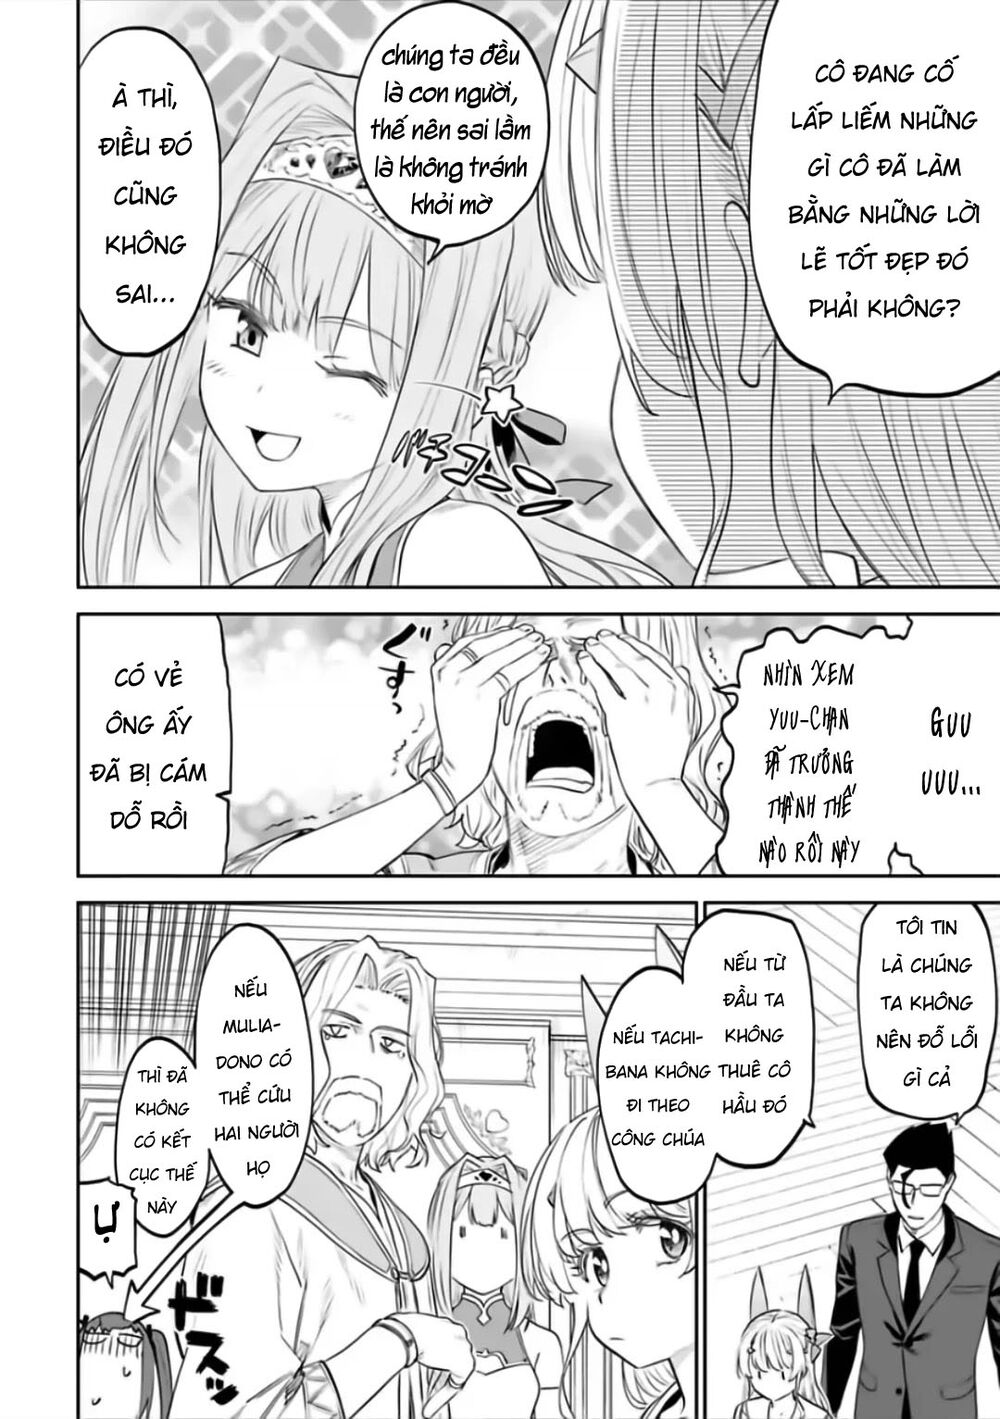 CÔ ĐANG CỐ
LẤP LIẾM NHỮNG
GÌ CÔ ĐÃ LÀM
BẰNG NHỮNG LỜI
LẼ TỐT ĐẸP ĐÓ
PHẢI KHÔNG?
chúng ta đều
là con người,
thế nên sai lầm
là không tránh
khỏi mờ
À THÌ,
ĐIỀU ĐÓ
CŨNG
KHÔNG
SAI...
GUU
UUU...
NHÌN XEM
YUU-CHAN
ĐÃ TRƯỞNG
THÀNH THẾ
NÀO RỒI NÀY
CÓ VẺ
ÔNG ẤY
ĐÃ BỊ CÁM
DỖ RỒI
TÔI TIN
LÀ CHÚNG
TA KHÔNG
NÊN ĐỖ LỖI
GÌ CẢ
NẾU TỪ
ĐẦU TA
KHÔNG
THUÊ CÔ
HẦU ĐÓ
NẾU TACHI-
BANA KHÔNG
ĐI THEO
CÔNG CHÚA
NẾU
MULIA-
DONO CÓ
THỂ CỨU
HAI NGƯỜI
HỌ
THÌ ĐÃ
KHÔNG
CÓ KẾT
CỤC THẾ
NÀY
Ự
ドスッ